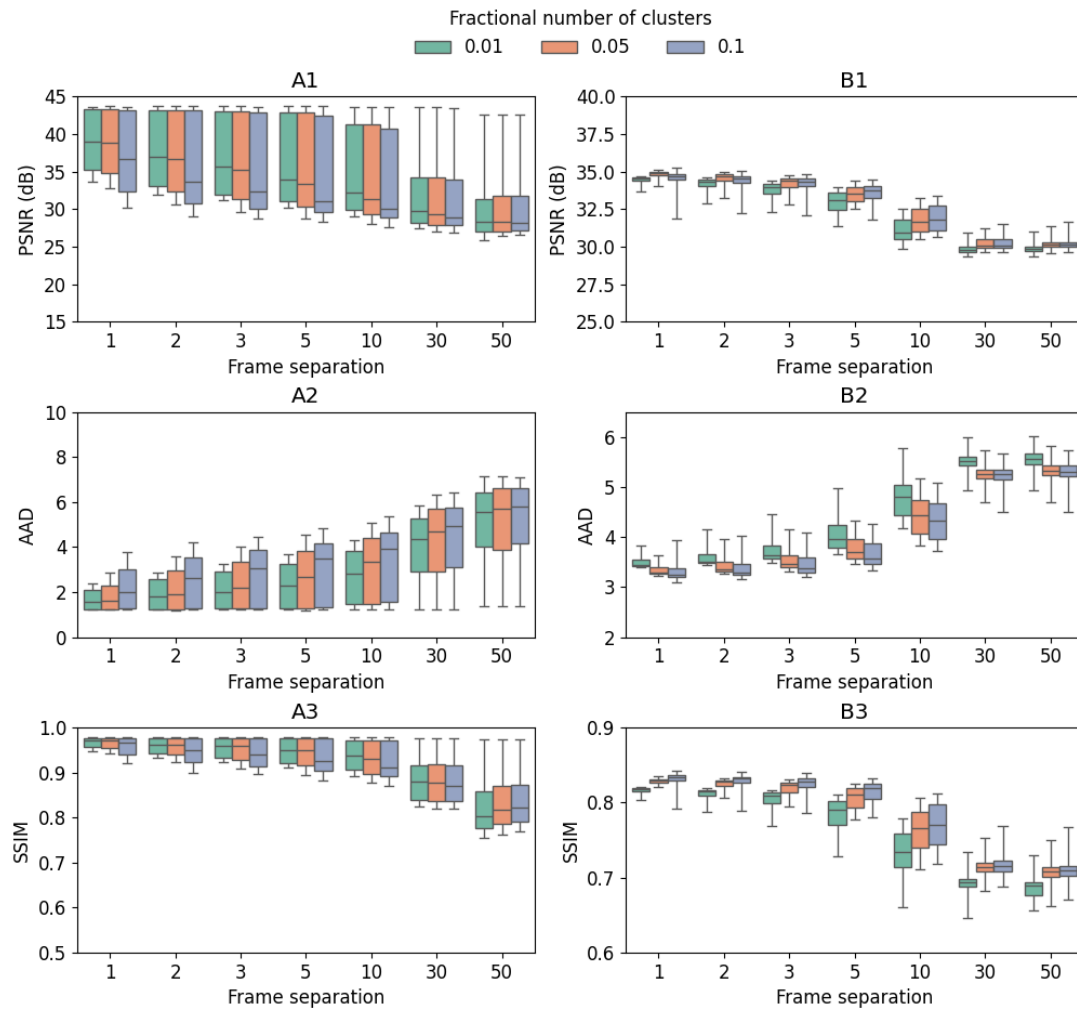 Fractional number of clusters
0.01 0.05 0.1
A1
PSNR (dB)
45
40
35
30
25
20
15
1 2 3 5 10 30 50
Frame separation
B1
PSNR (dB)
40.0
37.5
35.0
32.5
30.0
27.5
25.0
1 2 3 5 10 30 50
Frame separation
A2
AAD
10
8
6
4
2
0
1 2 3 5 10 30 50
Frame separation
B2
AAD
6
5
4
3
2
1 2 3 5 10 30 50
Frame separation
A3
SSIM
1.0
0.9
0.8
0.7
0.6
0.5
1 2 3 5 10 30 50
Frame separation
B3
SSIM
0.9
0.8
0.7
0.6
1 2 3 5 10 30 50
Frame separation